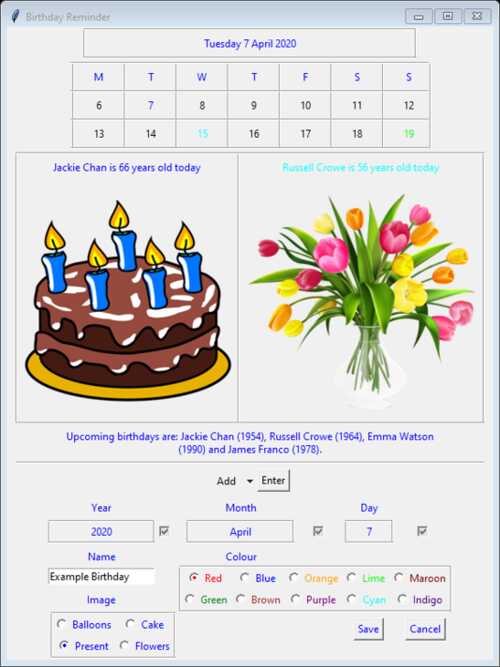 Birthday Reminder
Tuesday 7 April 2020
M T W T F S S
6 7 8 9 10 11 12
13 14 15 16 17 18 19
Jackie Chan is 66 years old today
Russell Crowe is 56 years old today
Upcoming birthdays are: Jackie Chan (1954), Russell Crowe (1964), Emma Watson
(1990) and James Franco (1978).
Add Enter
Year Month Day
2020 April 7
Name Colour
Example Birthday
Red Blue Orange Lime Maroon
Green Brown Purple Cyan Indigo
Image
Balloons Cake
Present Flowers
Save Cancel